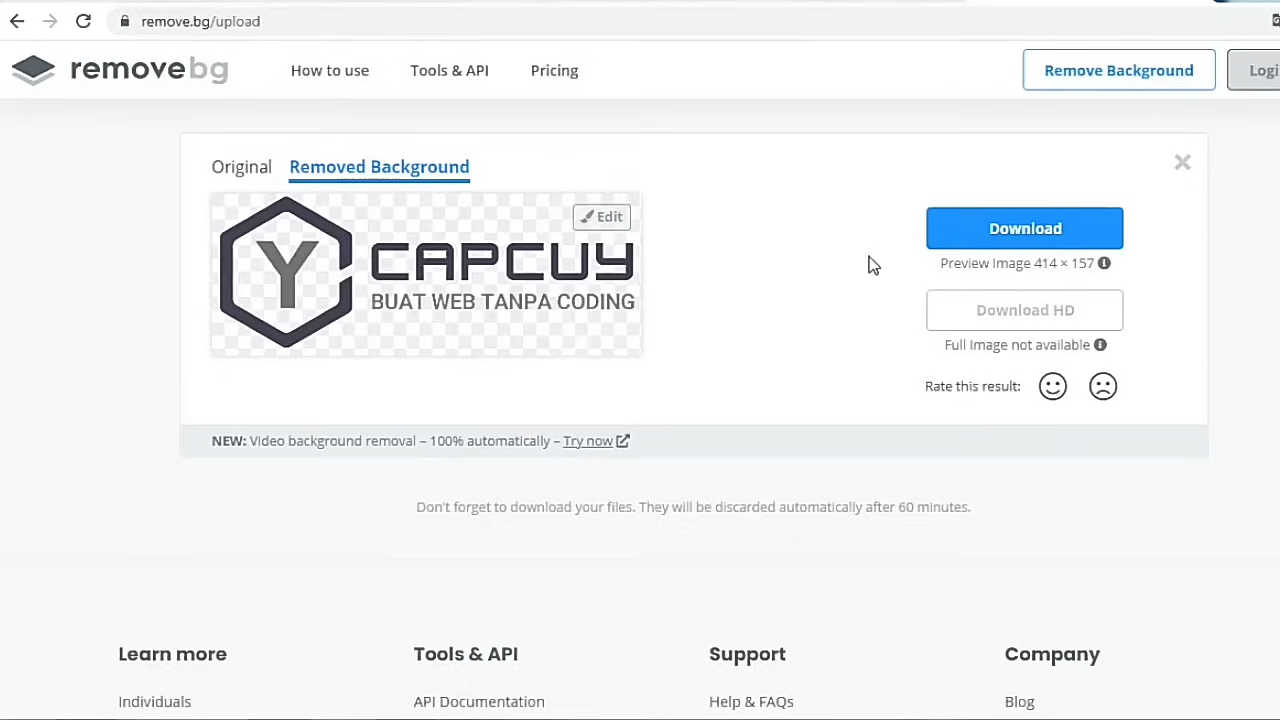 remove.bg/upload
removebg
How to use
Tools & API
Pricing
Remove Background
Original
Removed Background
Edit
Y CAPCUY
BUAT WEB TANPA CODING
Download
Preview Image 414 × 157
Download HD
Full Image not available
Rate this result:
NEW: Video background removal – 100% automatically – Try now
Don't forget to download your files. They will be discarded automatically after 60 minutes.
Learn more
Tools & API
Support
Company
Individuals
API Documentation
Help & FAQs
Blog